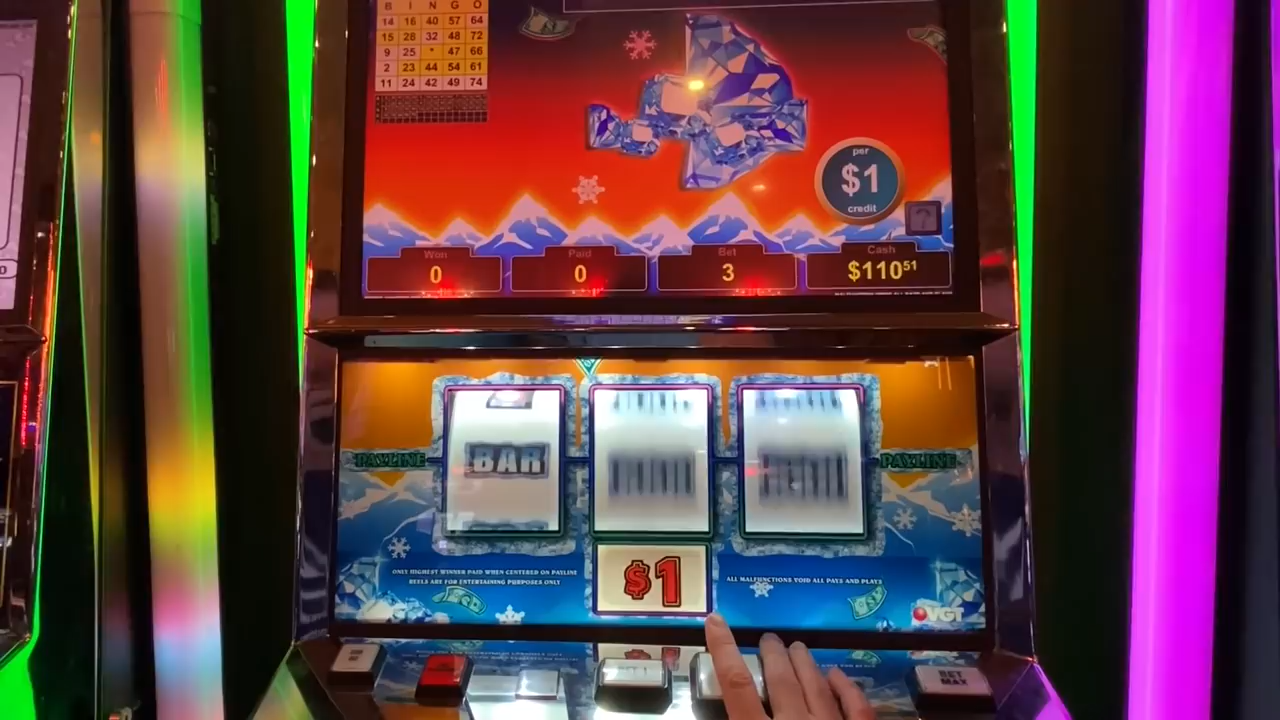 B I N G O
14 16 40 57 64
15 28 32 48 72
9 25 * 47 66
2 23 44 54 61
11 24 42 49 74
per
$1
credit
?
Won Paid Bet Cash
0 0 3 $110 51
BAR
PAYLINE PAYLINE
ONLY HIGHEST WINNER PAID WHEN CENTERED ON PAYLINE
REELS ARE FOR ENTERTAINING PURPOSES ONLY
$1
ALL MALFUNCTIONS VOID ALL PAYS AND PLAYS
VGT
BET
MAX